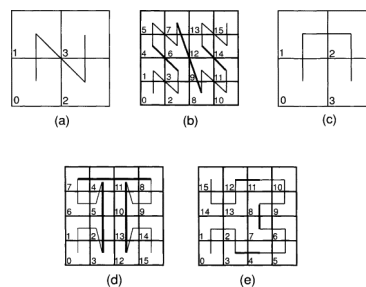 1 3
0 2
(a)
5 7 13 15
4 6 12 14
1 3 9 11
0 2 8 10
(b)
1 2
0 3
(c)
7 4 11 8
6 5 10 9
1 2 13 14
0 3 12 15
(d)
15 12 11 10
14 13 8 9
1 2 7 6
0 3 4 5
(e)